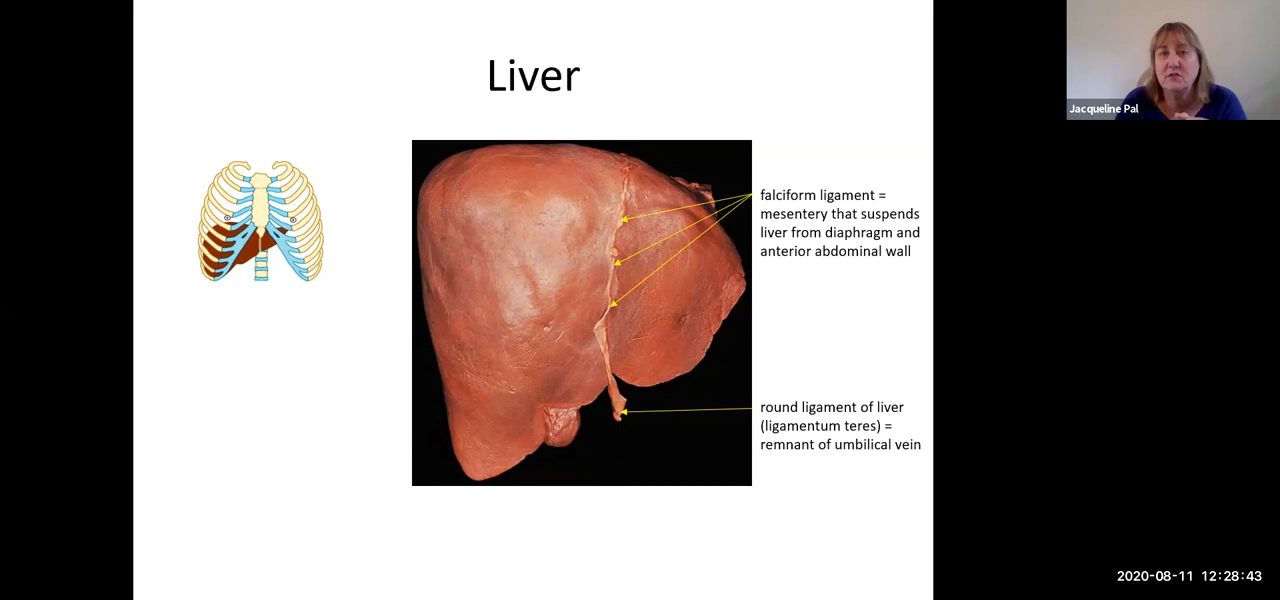 Liver
falciform ligament =
mesentery that suspends
liver from diaphragm and
anterior abdominal wall
round ligament of liver
(ligamentum teres) =
remnant of umbilical vein
Jacqueline Pal
2020-08-11 12:28:43